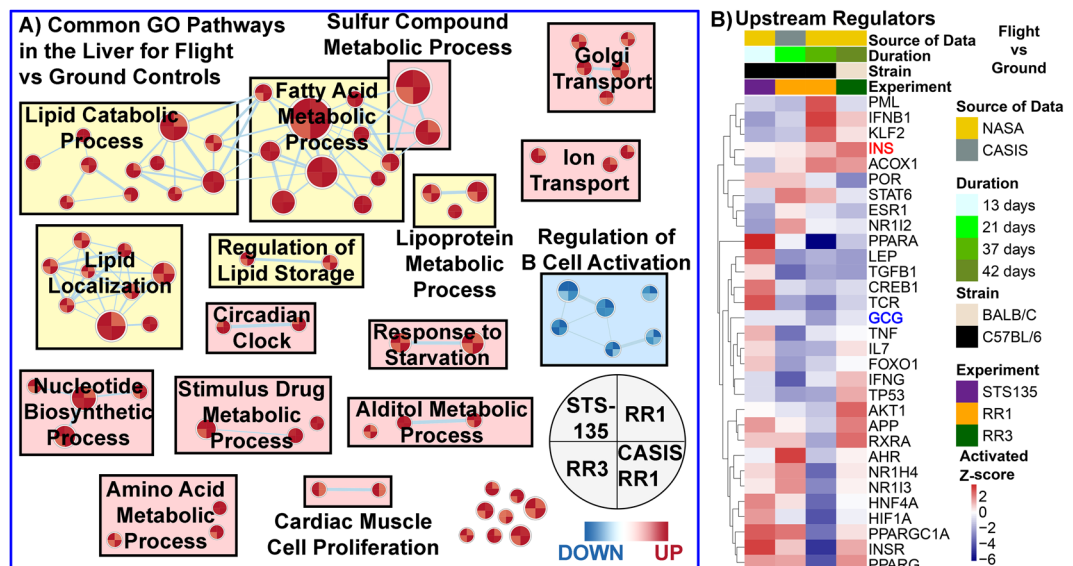 A) Common GO Pathways
in the Liver for Flight
vs Ground Controls
Sulfur Compound
Metabolic Process
Golgi
Transport
Lipid Catabolic
Process
Fatty Acid
Metabolic
Process
Ion
Transport
Lipid
Localization
Regulation of
Lipid Storage
Lipoprotein
Metabolic
Process
Regulation of
B Cell Activation
Circadian
Clock
Response to
Starvation
Nucleotide
Biosynthetic
Process
Stimulus Drug
Metabolic
Process
Alditol Metabolic
Process
STS-
135
RR1
RR3
CASIS
RR1
Amino Acid
Metabolic
Process
Cardiac Muscle
Cell Proliferation
DOWN
UP
B) Upstream Regulators
Source of Data
Duration
Strain
Experiment
PML
IFNB1
KLF2
INS
ACOX1
POR
STAT6
ESR1
NR1I2
PPARA
LEP
TGFB1
CREB1
TCR
GCG
TNF
IL7
FOXO1
IFNG
TP53
AKT1
APP
RXRA
AHR
NR1H4
NR1I3
HNF4A
HIF1A
PPARGC1A
INSR
PPARG
Flight
vs
Ground
Source of Data
NASA
CASIS
Duration
13 days
21 days
37 days
42 days
Strain
BALB/C
C57BL/6
Experiment
STS135
RR1
RR3
Activated
Z-score
2
0
−2
−4
−6